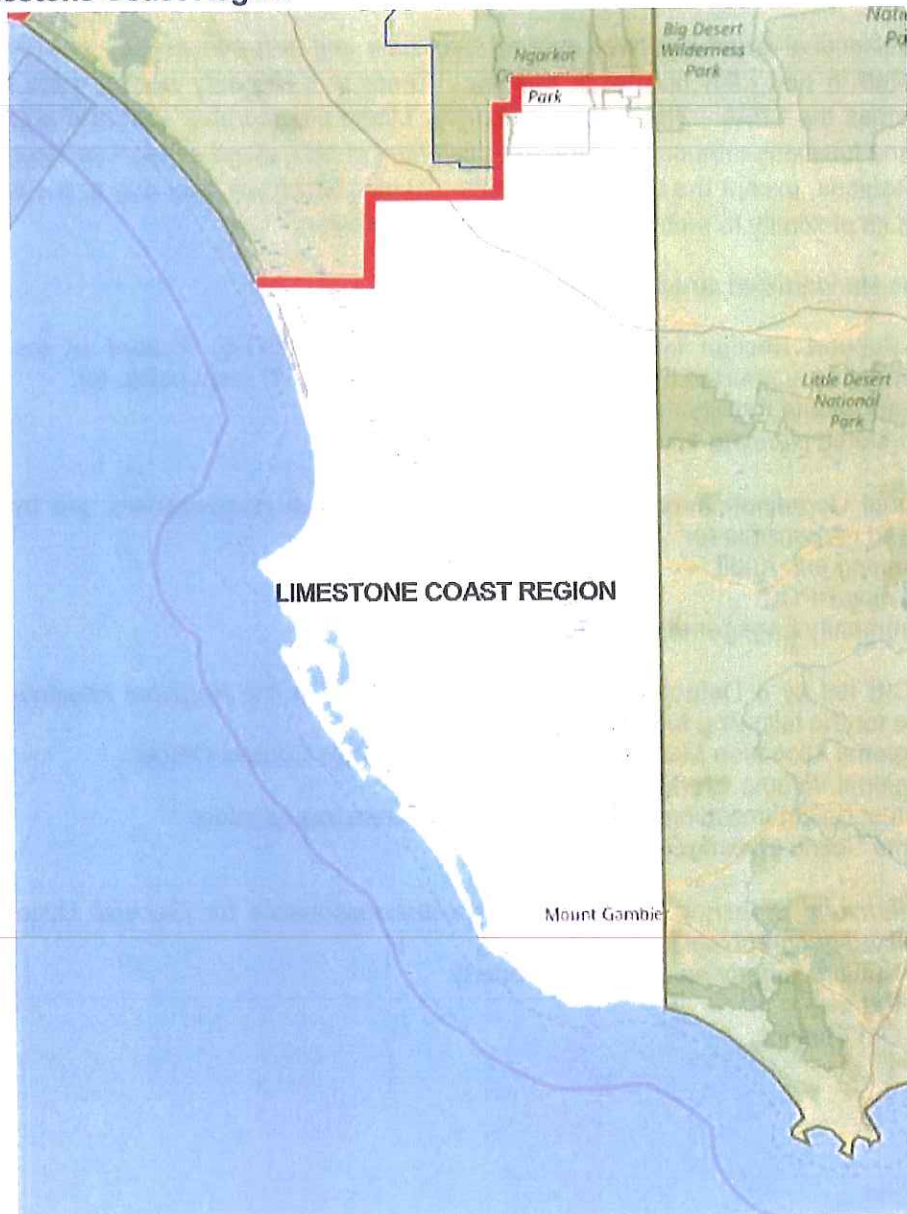 Ngarkat
Park
Big Desert
Wilderness
Park
Little Desert
National
Park
LIMESTONE COAST REGION
Mount Gambie